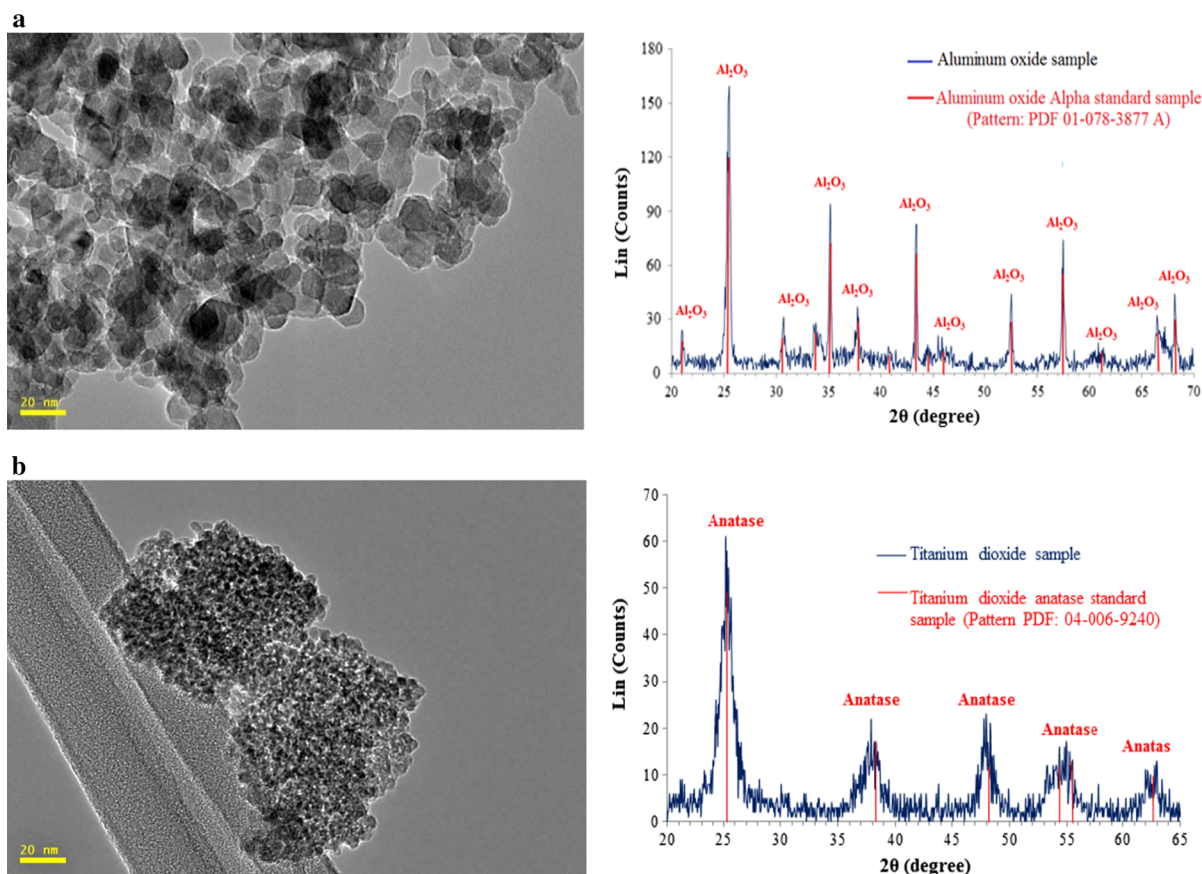 a
20 nm
180
150
120
90
60
30
0
Lin (Counts)
20 25 30 35 40 45 50 55 60 65 70
2θ (degree)
Aluminum oxide sample
Aluminum oxide Alpha standard sample
(Pattern: PDF 01-078-3877 A)
Al₂O₃
Al₂O₃
Al₂O₃
Al₂O₃
Al₂O₃
Al₂O₃
Al₂O₃
Al₂O₃
Al₂O₃
Al₂O₃
Al₂O₃
Al₂O₃
b
20 nm
70
60
50
40
30
20
10
0
Lin (Counts)
20 25 30 35 40 45 50 55 60 65
2θ (degree)
Titanium dioxide sample
Titanium dioxide anatase standard
sample (Pattern PDF: 04-006-9240)
Anatase
Anatase
Anatase
Anatase
Anatas